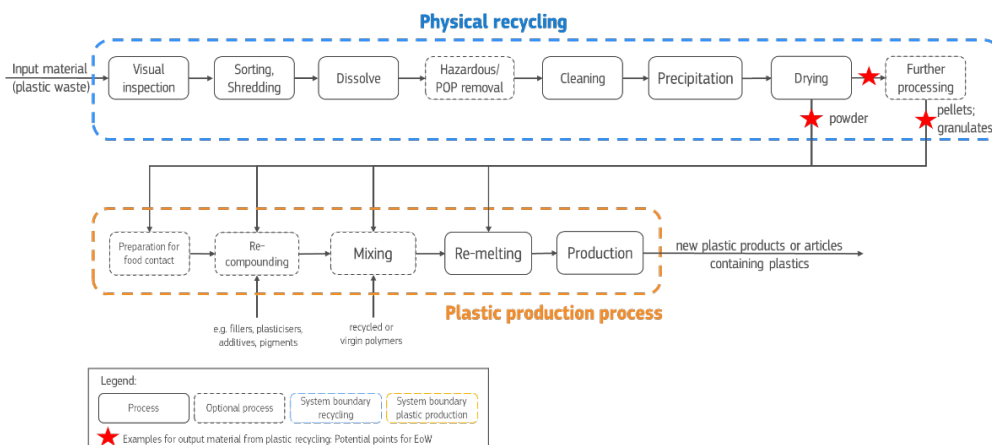 Physical recycling
Input material
(plastic waste)
Visual
inspection
Sorting,
Shredding
Dissolve
Hazardous/
POP removal
Cleaning
Precipitation
Drying
Further
processing
powder
pellets;
granulates
Preparation for
food contact
Re-
compounding
Mixing
Re-melting
Production
new plastic products or articles
containing plastics
Plastic production process
e.g. fillers, plasticisers,
additives, pigments
recycled or
virgin polymers
Legend:
Process
Optional process
System boundary
recycling
System boundary
plastic production
Examples for output material from plastic recycling: Potential points for EoW